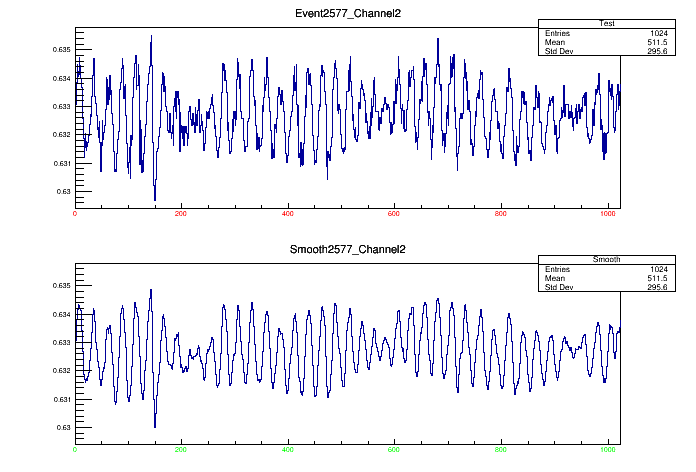 Event2577_Channel2
Test
Entries 1024
Mean 511.5
Std Dev 295.6
0.635
0.634
0.633
0.632
0.631
0.63
0 200 400 600 800 1000
Smooth2577_Channel2
Smooth
Entries 1024
Mean 511.5
Std Dev 295.6
0.635
0.634
0.633
0.632
0.631
0.63
0 200 400 600 800 1000